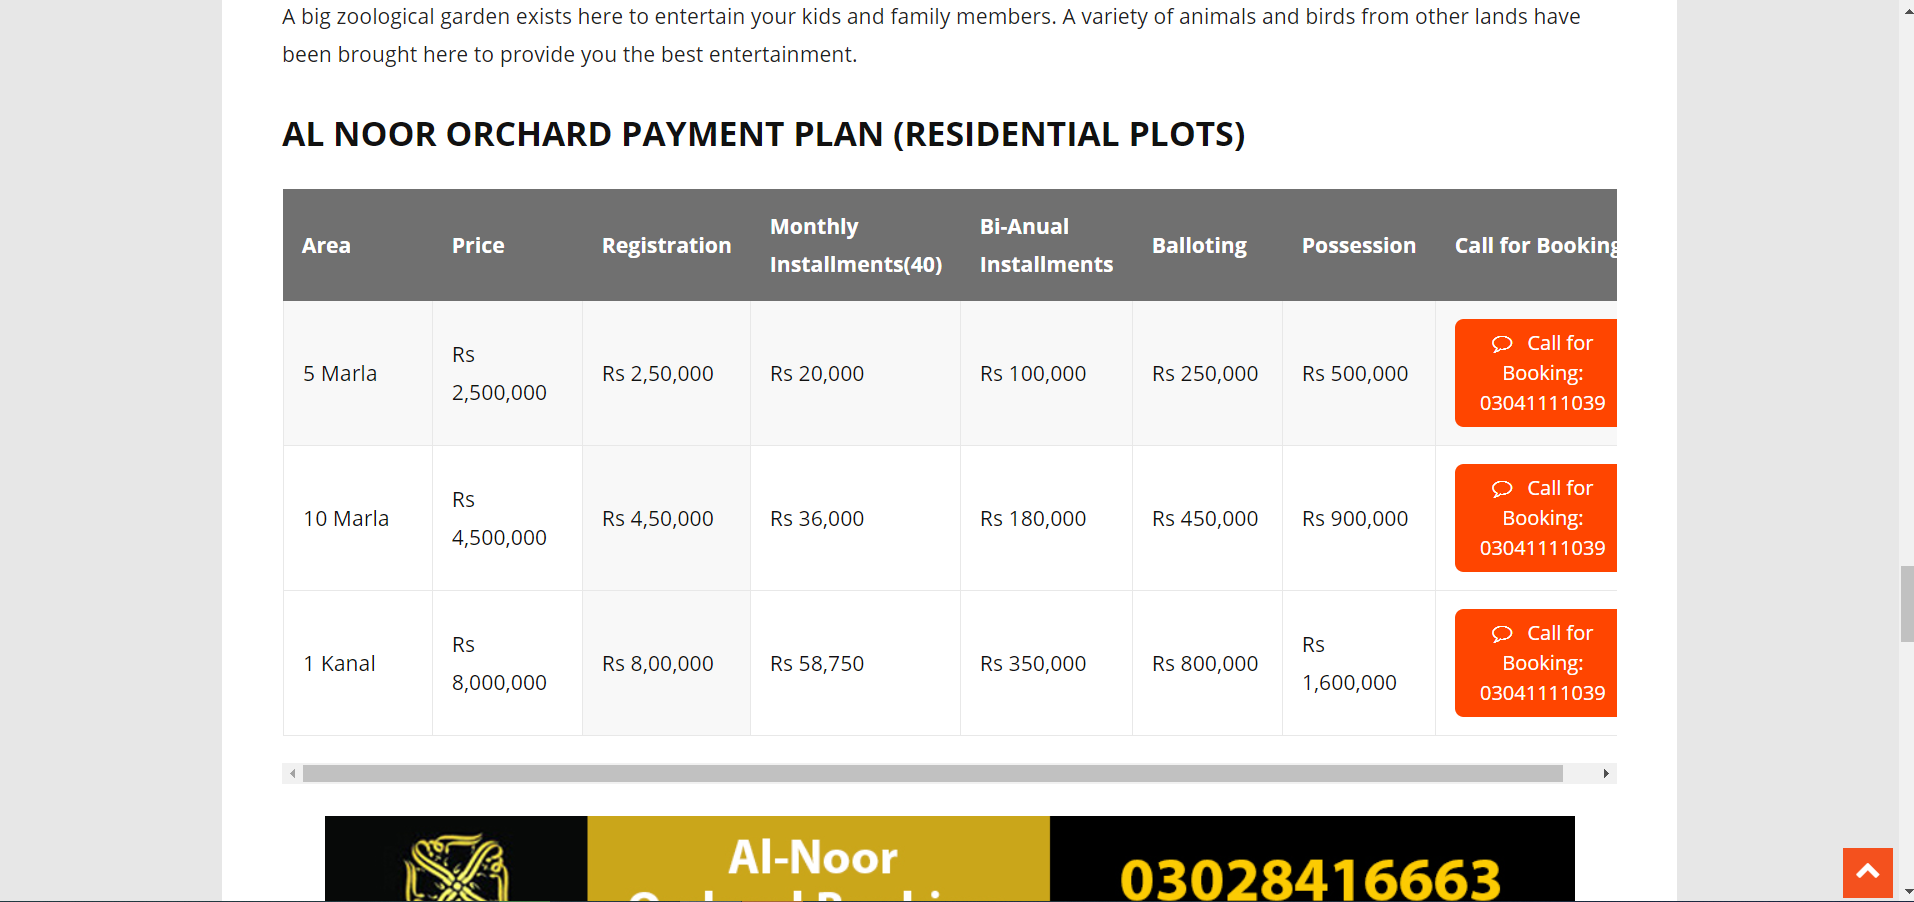 A big zoological garden exists here to entertain your kids and family members. A variety of animals and birds from other lands have
been brought here to provide you the best entertainment.
AL NOOR ORCHARD PAYMENT PLAN (RESIDENTIAL PLOTS)
Area Price Registration Monthly Installments(40) Bi-Anual Installments Balloting Possession Call for Booking
5 Marla Rs 2,500,000 Rs 2,50,000 Rs 20,000 Rs 100,000 Rs 250,000 Rs 500,000 Call for Booking: 03041111039
10 Marla Rs 4,500,000 Rs 4,50,000 Rs 36,000 Rs 180,000 Rs 450,000 Rs 900,000 Call for Booking: 03041111039
1 Kanal Rs 8,000,000 Rs 8,00,000 Rs 58,750 Rs 350,000 Rs 800,000 Rs 1,600,000 Call for Booking: 03041111039
Al-Noor
03028416663